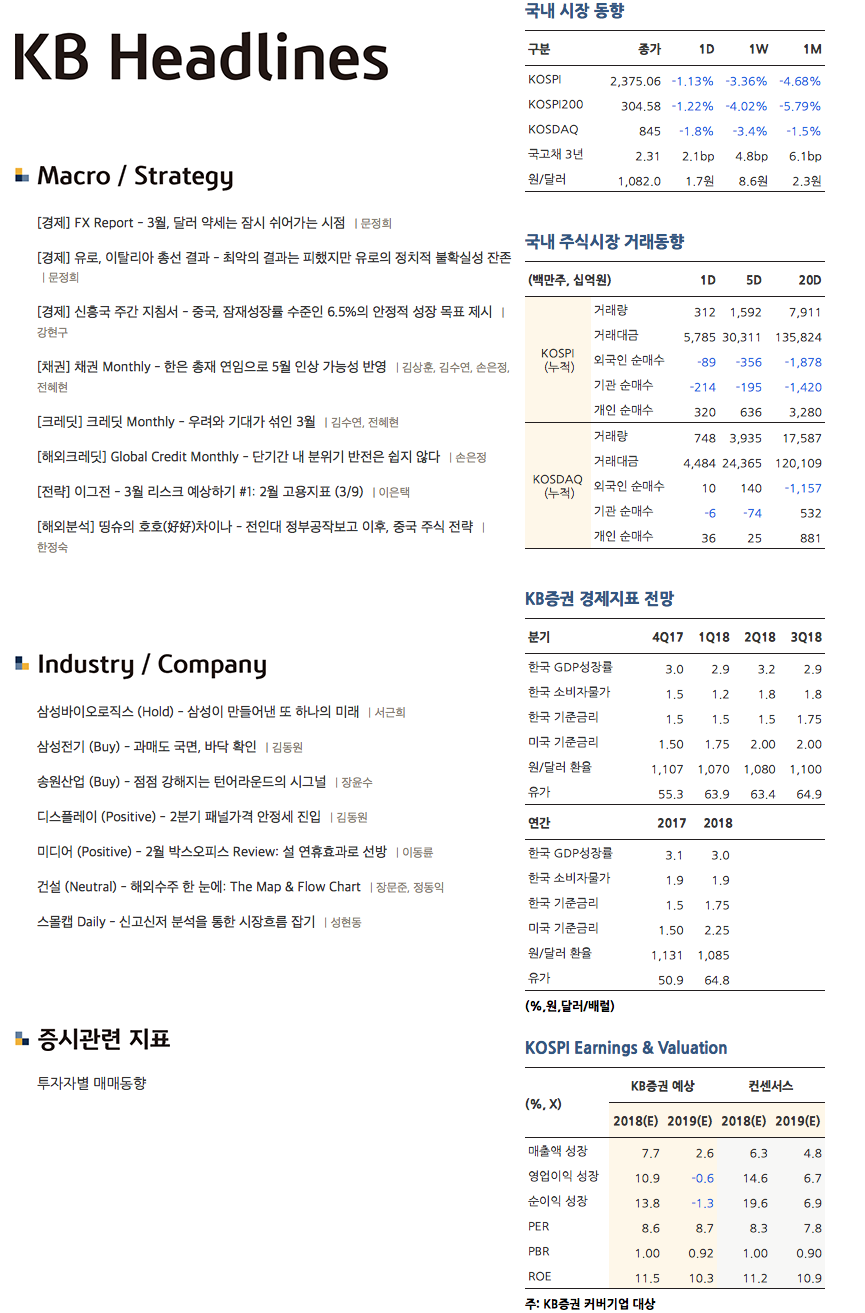 KB Headlines
Macro / Strategy
[경제] FX Report – 3월, 달러 약세는 잠시 쉬어가는 시점 | 문정희
[경제] 유로, 이탈리아 총선 결과 – 최악의 결과는 피했지만 유로의 정치적 불확실성 잔존
| 문정희
[경제] 신흥국 주간 지침서 – 중국, 잠재성장률 수준인 6.5%의 안정적 성장 목표 제시 |
강현구
[채권] 채권 Monthly – 한은 총재 연임으로 5월 인상 가능성 반영 | 김상훈, 김수연, 손은정,
전혜현
[크레딧] 크레딧 Monthly – 우려와 기대가 섞인 3월 | 김수연, 전혜현
[해외크레딧] Global Credit Monthly – 단기간 내 분위기 반전은 쉽지 않다 | 손은정
[전략] 이그전 – 3월 리스크 예상하기 #1: 2월 고용지표 (3/9) | 이은택
[해외분석] 띵슈의 호호(好好)차이나 – 전인대 정부공작보고 이후, 중국 주식 전략 |
한정숙
Industry / Company
삼성바이오로직스 (Hold) – 삼성이 만들어낸 또 하나의 미래 | 서근희
삼성전기 (Buy) – 과매도 국면, 바닥 확인 | 김동원
송원산업 (Buy) – 점점 강해지는 턴어라운드의 시그널 | 장윤수
디스플레이 (Positive) – 2분기 패널가격 안정세 진입 | 김동원
미디어 (Positive) – 2월 박스오피스 Review: 설 연휴효과로 선방 | 이동륜
건설 (Neutral) – 해외수주 한 눈에: The Map & Flow Chart | 장문준, 정동익
스몰캡 Daily – 신고신저 분석을 통한 시장흐름 잡기 | 성현동
증시관련 지표
투자자별 매매동향
국내 시장 동향
구분 종가 1D 1W 1M
KOSPI 2,375.06 -1.13% -3.36% -4.68%
KOSPI200 304.58 -1.22% -4.02% -5.79%
KOSDAQ 845 -1.8% -3.4% -1.5%
국고채 3년 2.31 2.1bp 4.8bp 6.1bp
원/달러 1,082.0 1.7원 8.6원 2.3원
국내 주식시장 거래동향
(백만주, 십억원) 1D 5D 20D
KOSPI
(누적)
거래량 312 1,592 7,911
거래대금 5,785 30,311 135,824
외국인 순매수 -89 -356 -1,878
기관 순매수 -214 -195 -1,420
개인 순매수 320 636 3,280
KOSDAQ
(누적)
거래량 748 3,935 17,587
거래대금 4,484 24,365 120,109
외국인 순매수 10 140 -1,157
기관 순매수 -6 -74 532
개인 순매수 36 25 881
KB증권 경제지표 전망
분기 4Q17 1Q18 2Q18 3Q18
한국 GDP성장률 3.0 2.9 3.2 2.9
한국 소비자물가 1.5 1.2 1.8 1.8
한국 기준금리 1.5 1.5 1.5 1.75
미국 기준금리 1.50 1.75 2.00 2.00
원/달러 환율 1,107 1,070 1,080 1,100
유가 55.3 63.9 63.4 64.9
연간 2017 2018
한국 GDP성장률 3.1 3.0
한국 소비자물가 1.9 1.9
한국 기준금리 1.5 1.75
미국 기준금리 1.50 2.25
원/달러 환율 1,131 1,085
유가 50.9 64.8
(%,원,달러/배럴)
KOSPI Earnings & Valuation
(%, X) KB증권 예상 컨센서스
2018(E) 2019(E) 2018(E) 2019(E)
매출액 성장 7.7 2.6 6.3 4.8
영업이익 성장 10.9 -0.6 14.6 6.7
순이익 성장 13.8 -1.3 19.6 6.9
PER 8.6 8.7 8.3 7.8
PBR 1.00 0.92 1.00 0.90
ROE 11.5 10.3 11.2 10.9
주: KB증권 커버기업 대상